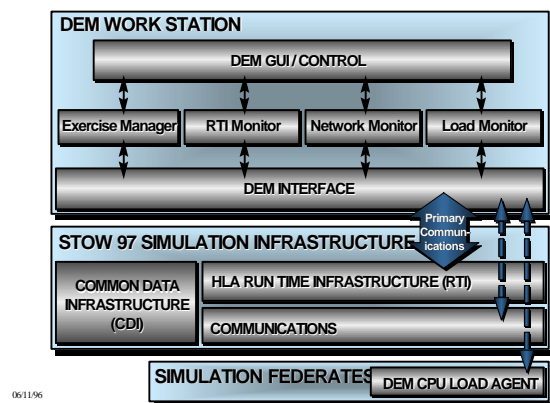 DEM WORK STATION
DEM GUI / CONTROL
Exercise Manager
RTI Monitor
Network Monitor
Load Monitor
DEM INTERFACE
Primary
Commun-
ications
STOW 97 SIMULATION INFRASTRUCTURE
COMMON DATA
INFRASTRUCTURE
(CDI)
HLA RUN TIME INFRASTRUCTURE (RTI)
COMMUNICATIONS
SIMULATION FEDERATES
DEM CPU LOAD AGENT
06/11/96